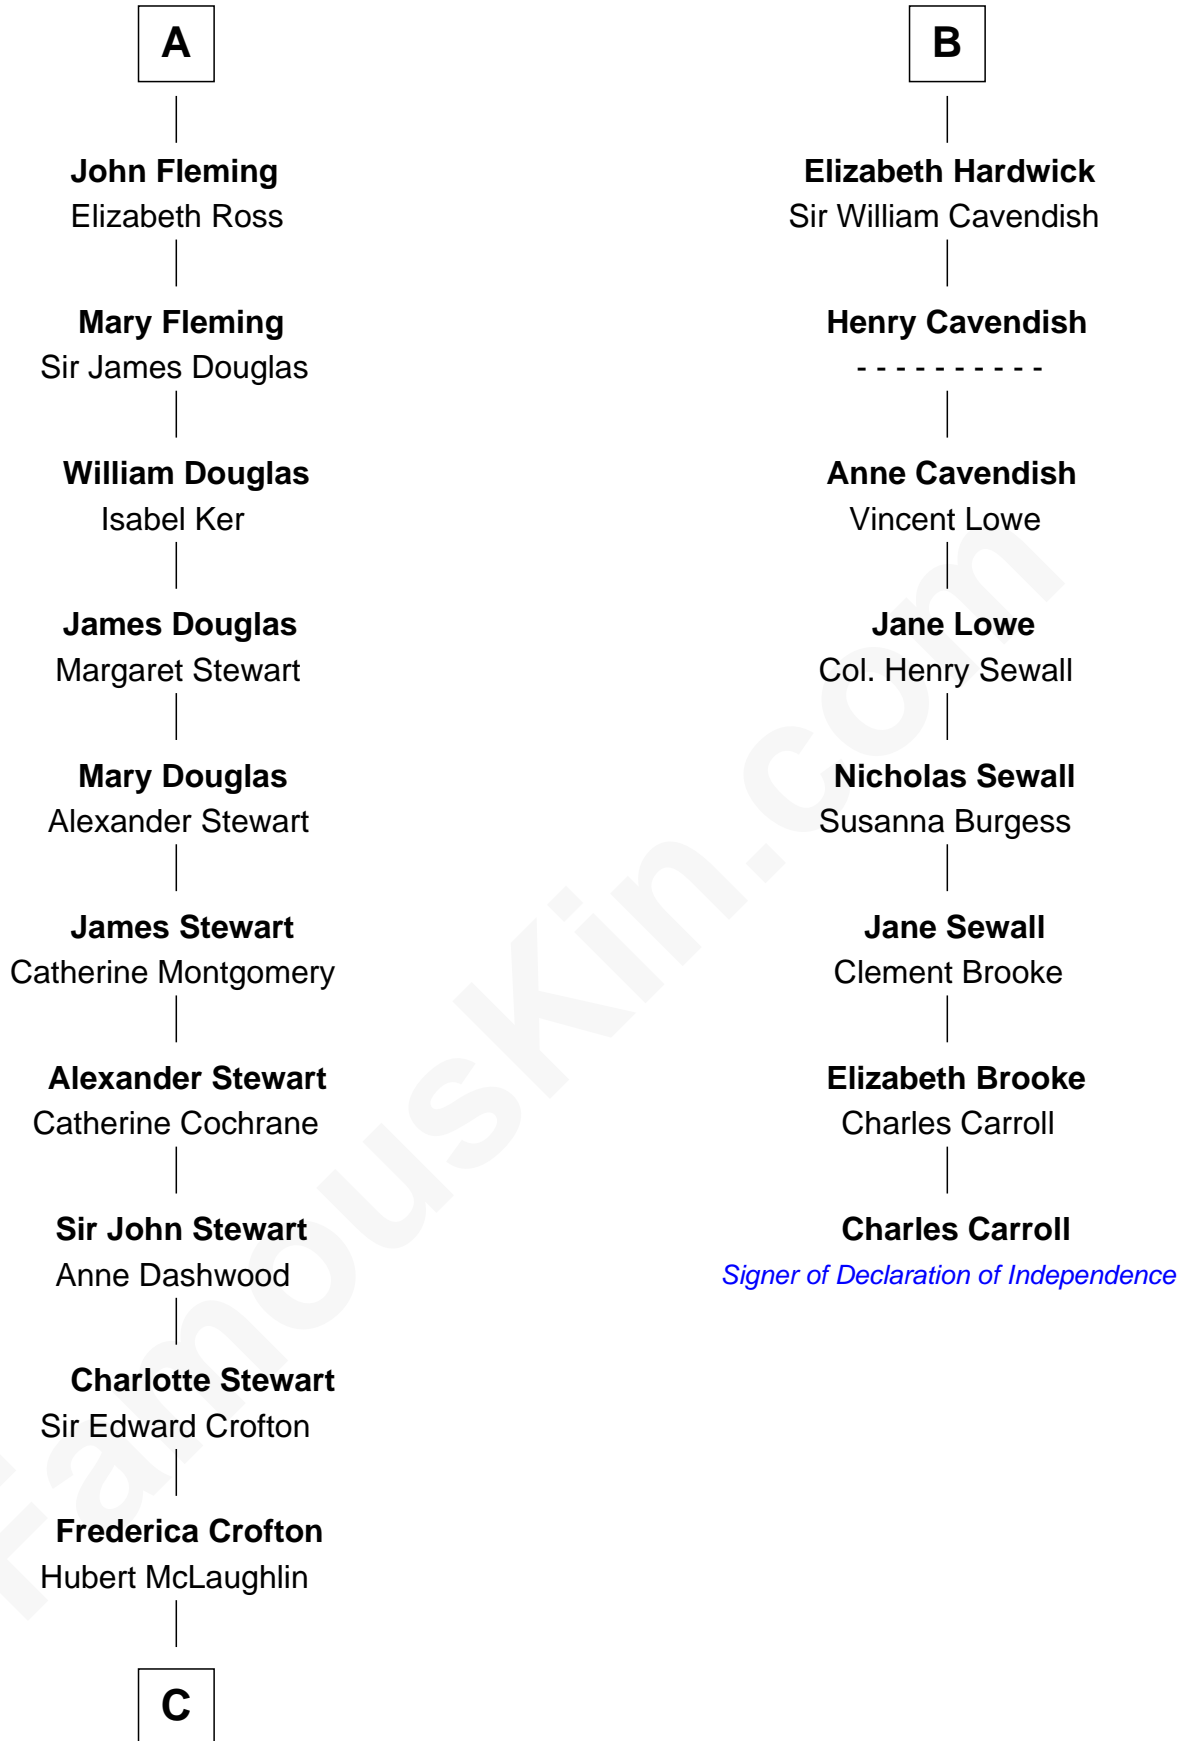 A
John Fleming
Elizabeth Ross
Mary Fleming
Sir James Douglas
William Douglas
Isabel Ker
James Douglas
Margaret Stewart
Mary Douglas
Alexander Stewart
James Stewart
Catherine Montgomery
Alexander Stewart
Catherine Cochrane
Sir John Stewart
Anne Dashwood
Charlotte Stewart
Sir Edward Crofton
Frederica Crofton
Hubert McLaughlin
C
B
Elizabeth Hardwick
Sir William Cavendish
Henry Cavendish
- - - - - - - - - -
Anne Cavendish
Vincent Lowe
Jane Lowe
Col. Henry Sewall
Nicholas Sewall
Susanna Burgess
Jane Sewall
Clement Brooke
Elizabeth Brooke
Charles Carroll
Charles Carroll
Signer of Declaration of Independence
FamousKin.com